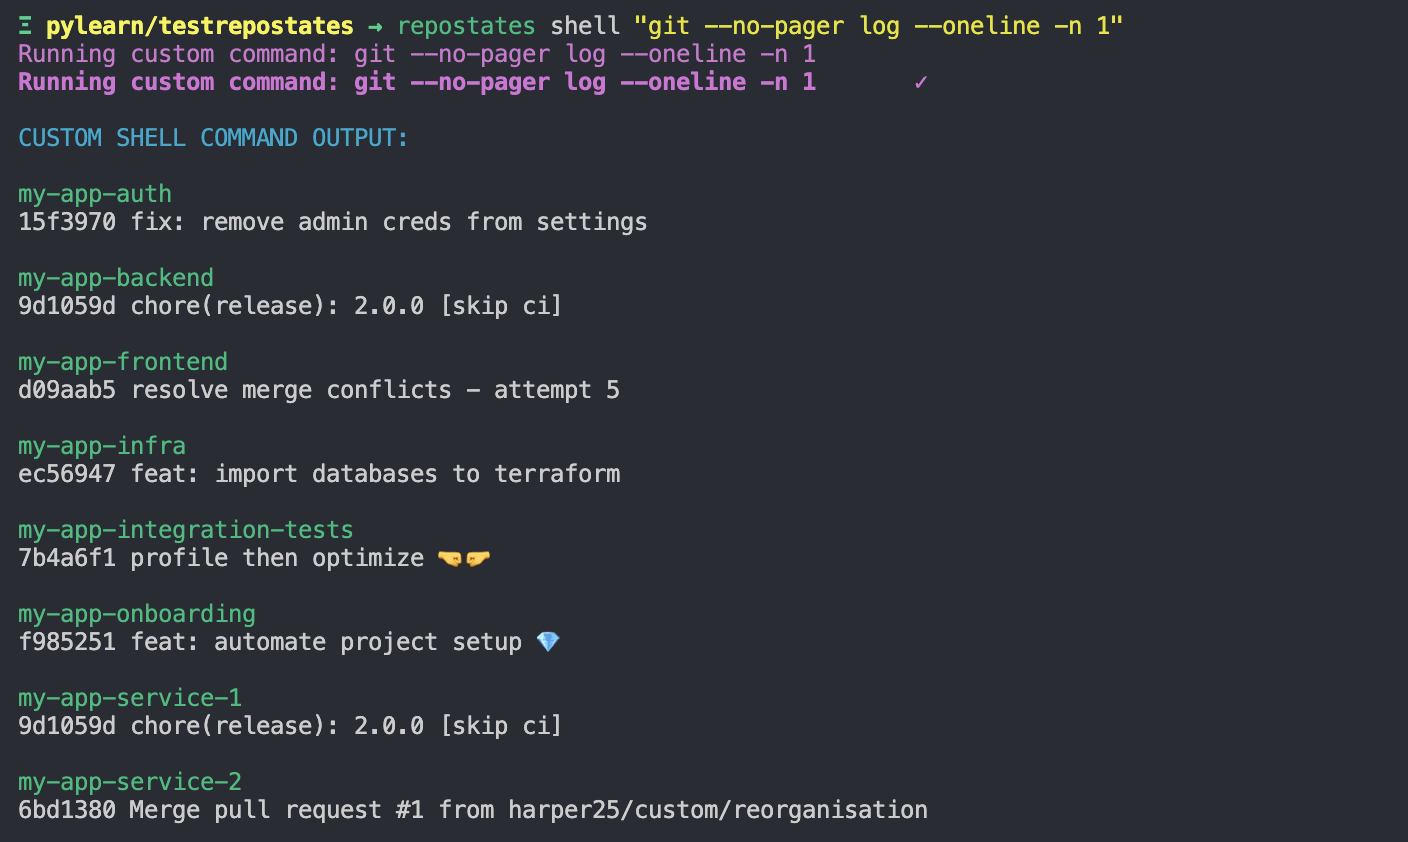 Ξ pylearn/testrepostates → repostates shell "git --no-pager log --oneline -n 1"
Running custom command: git --no-pager log --oneline -n 1
Running custom command: git --no-pager log --oneline -n 1 ✓
CUSTOM SHELL COMMAND OUTPUT:
my-app-auth
15f3970 fix: remove admin creds from settings
my-app-backend
9d1059d chore(release): 2.0.0 [skip ci]
my-app-frontend
d09aab5 resolve merge conflicts - attempt 5
my-app-infra
ec56947 feat: import databases to terraform
my-app-integration-tests
7b4a6f1 profile then optimize 🤜🤛
my-app-onboarding
f985251 feat: automate project setup 💎
my-app-service-1
9d1059d chore(release): 2.0.0 [skip ci]
my-app-service-2
6bd1380 Merge pull request #1 from harper25/custom/reorganisation